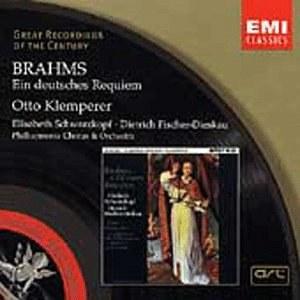 GREAT RECORDINGS
OF THE CENTURY
EMI
CLASSICS
BRAHMS
Ein deutsches Requiem
Otto Klemperer
Elisabeth Schwarzkopf · Dietrich Fischer-Dieskau
Philharmonia Chorus & Orchestra
art